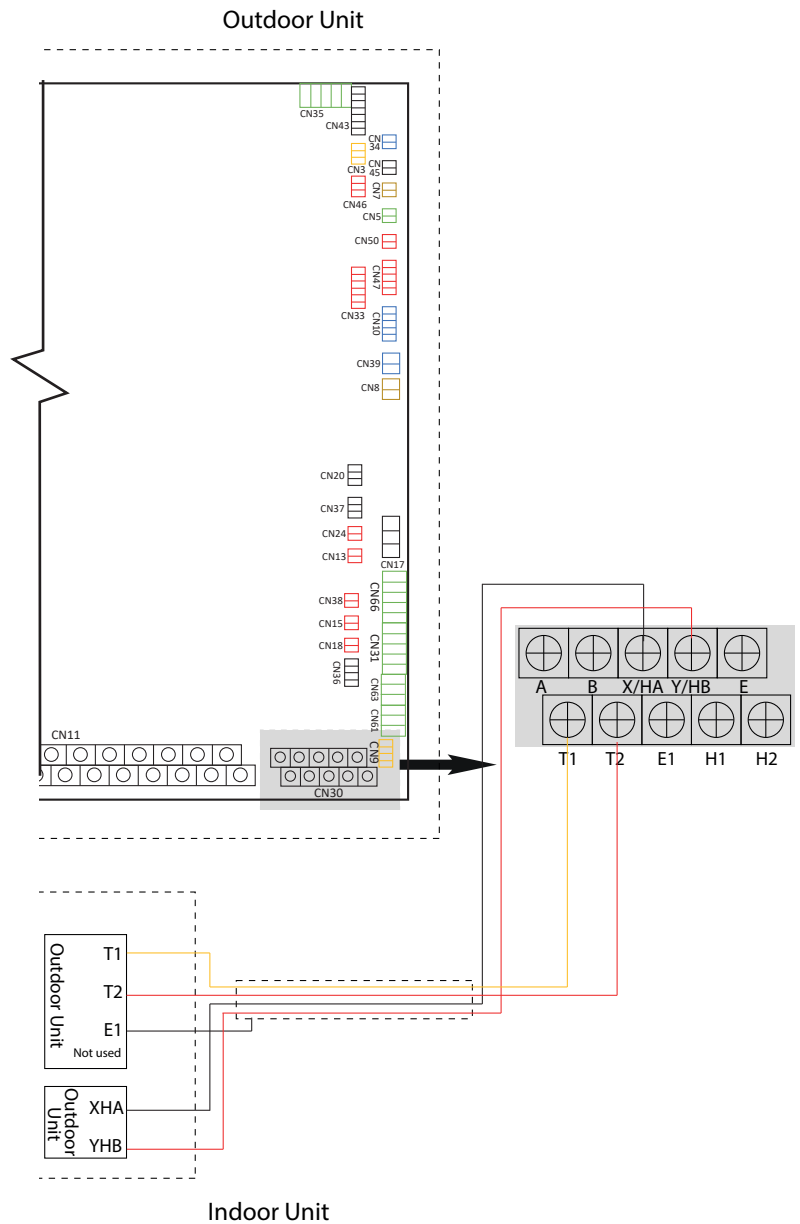 Outdoor Unit
CN35
CN43
CN
34
CN3
CN
45
CN46
CN7
CN5
CN50
CN47
CN33
CN10
CN39
CN8
CN20
CN37
CN24
CN13
CN17
CN66
CN38
CN15
CN31
CN18
CN36
CN63
CN61
CN11
CN9
CN30
A B X/HA Y/HB E
T1 T2 E1 H1 H2
Outdoor Unit
T1
T2
E1
Not used
Outdoor
Unit
XHA
YHB
Indoor Unit